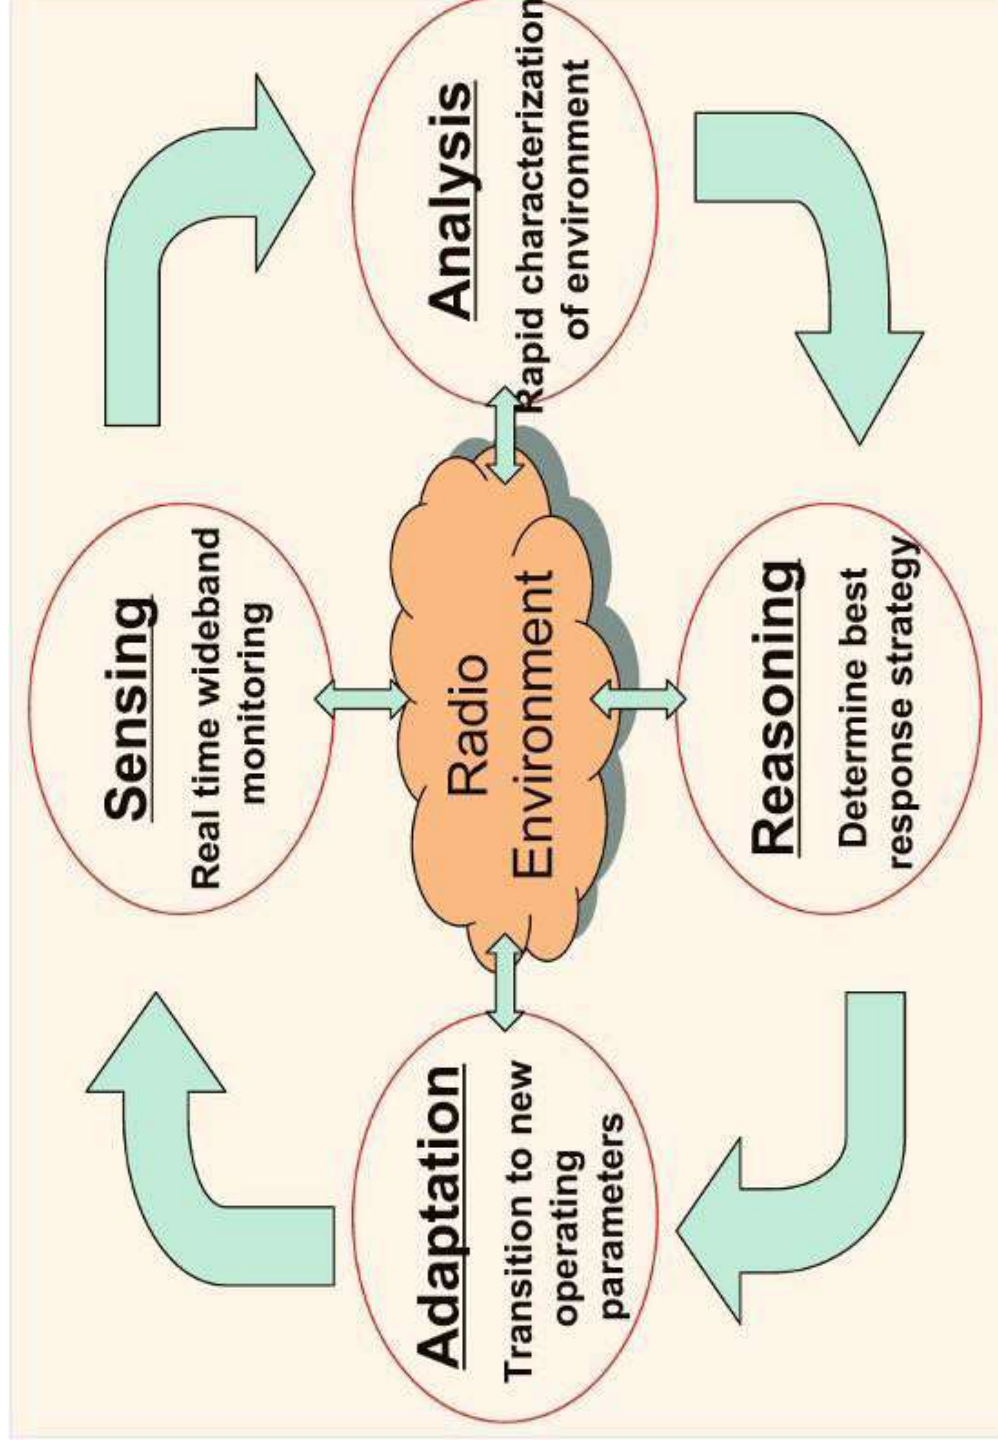 Sensing
Real time wideband
monitoring
Analysis
Rapid characterization
of environment
Radio
Environment
Adaptation
Transition to new
operating
parameters
Reasoning
Determine best
response strategy